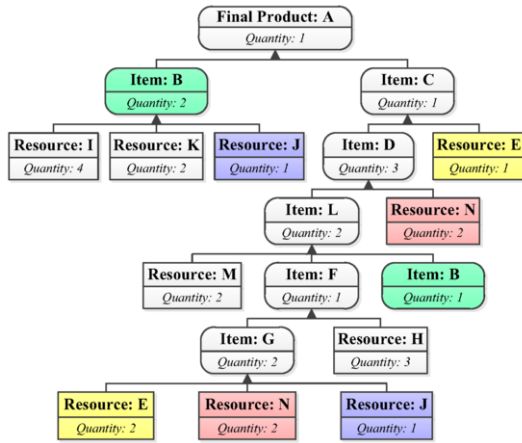 Final Product: A
Quantity: 1
Item: B
Quantity: 2
Item: C
Quantity: 1
Resource: I
Quantity: 4
Resource: K
Quantity: 2
Resource: J
Quantity: 1
Item: D
Quantity: 3
Resource: E
Quantity: 1
Item: L
Quantity: 2
Resource: N
Quantity: 2
Resource: M
Quantity: 2
Item: F
Quantity: 1
Item: B
Quantity: 1
Item: G
Quantity: 2
Resource: H
Quantity: 3
Resource: E
Quantity: 2
Resource: N
Quantity: 2
Resource: J
Quantity: 1